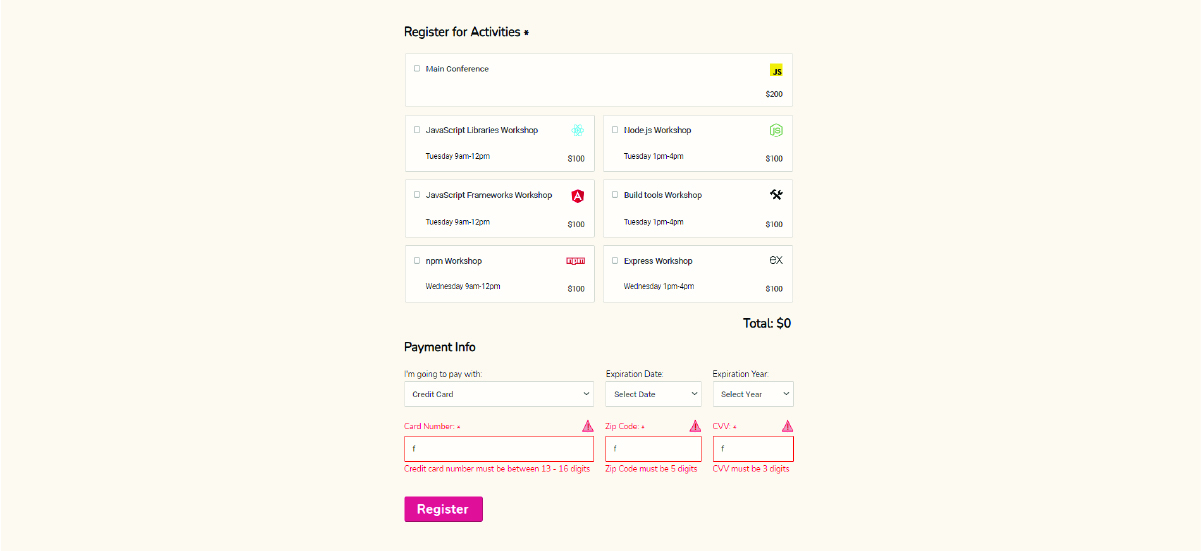 Register for Activities *
Main Conference
JS
$200
JavaScript Libraries Workshop
Tuesday 9am-12pm
$100
Node.js Workshop
JS
Tuesday 1pm-4pm
$100
JavaScript Frameworks Workshop
A
Tuesday 9am-12pm
$100
Build tools Workshop
Tuesday 1pm-4pm
$100
npm Workshop
npm
Wednesday 9am-12pm
$100
Express Workshop
ex
Wednesday 1pm-4pm
$100
Total: $0
Payment Info
I'm going to pay with: Expiration Date: Expiration Year:
Credit Card Select Date Select Year
Card Number: * Zip Code: * CVV: *
f f f
Credit card number must be between 13 - 16 digits Zip Code must be 5 digits CVV must be 3 digits
Register